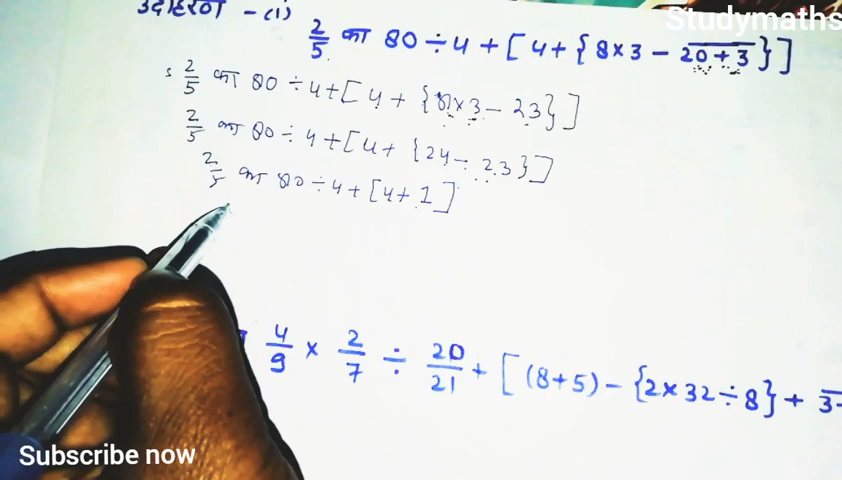 उदाहरण - (1)
Studymaths
2/5 का 80 ÷ 4 + [ 4 + { 8 × 3 - 2̅0̅ ̅+̅ ̅3̅ } ]
2/5 का 80 ÷ 4 + [ 4 + { 8 × 3 - 23 } ]
2/5 का 80 ÷ 4 + [ 4 + { 24 - 23 } ]
2/5 का 80 ÷ 4 + [ 4 + 1 ]
4/9 × 2/7 ÷ 20/21 + [ (8 + 5) - { 2 × 32 ÷ 8 } + 3
Subscribe now